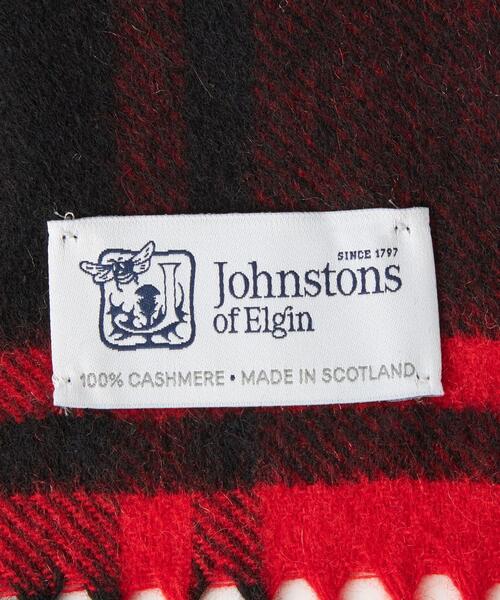 SINCE 1797
Johnstons
of Elgin
100% CASHMERE • MADE IN SCOTLAND